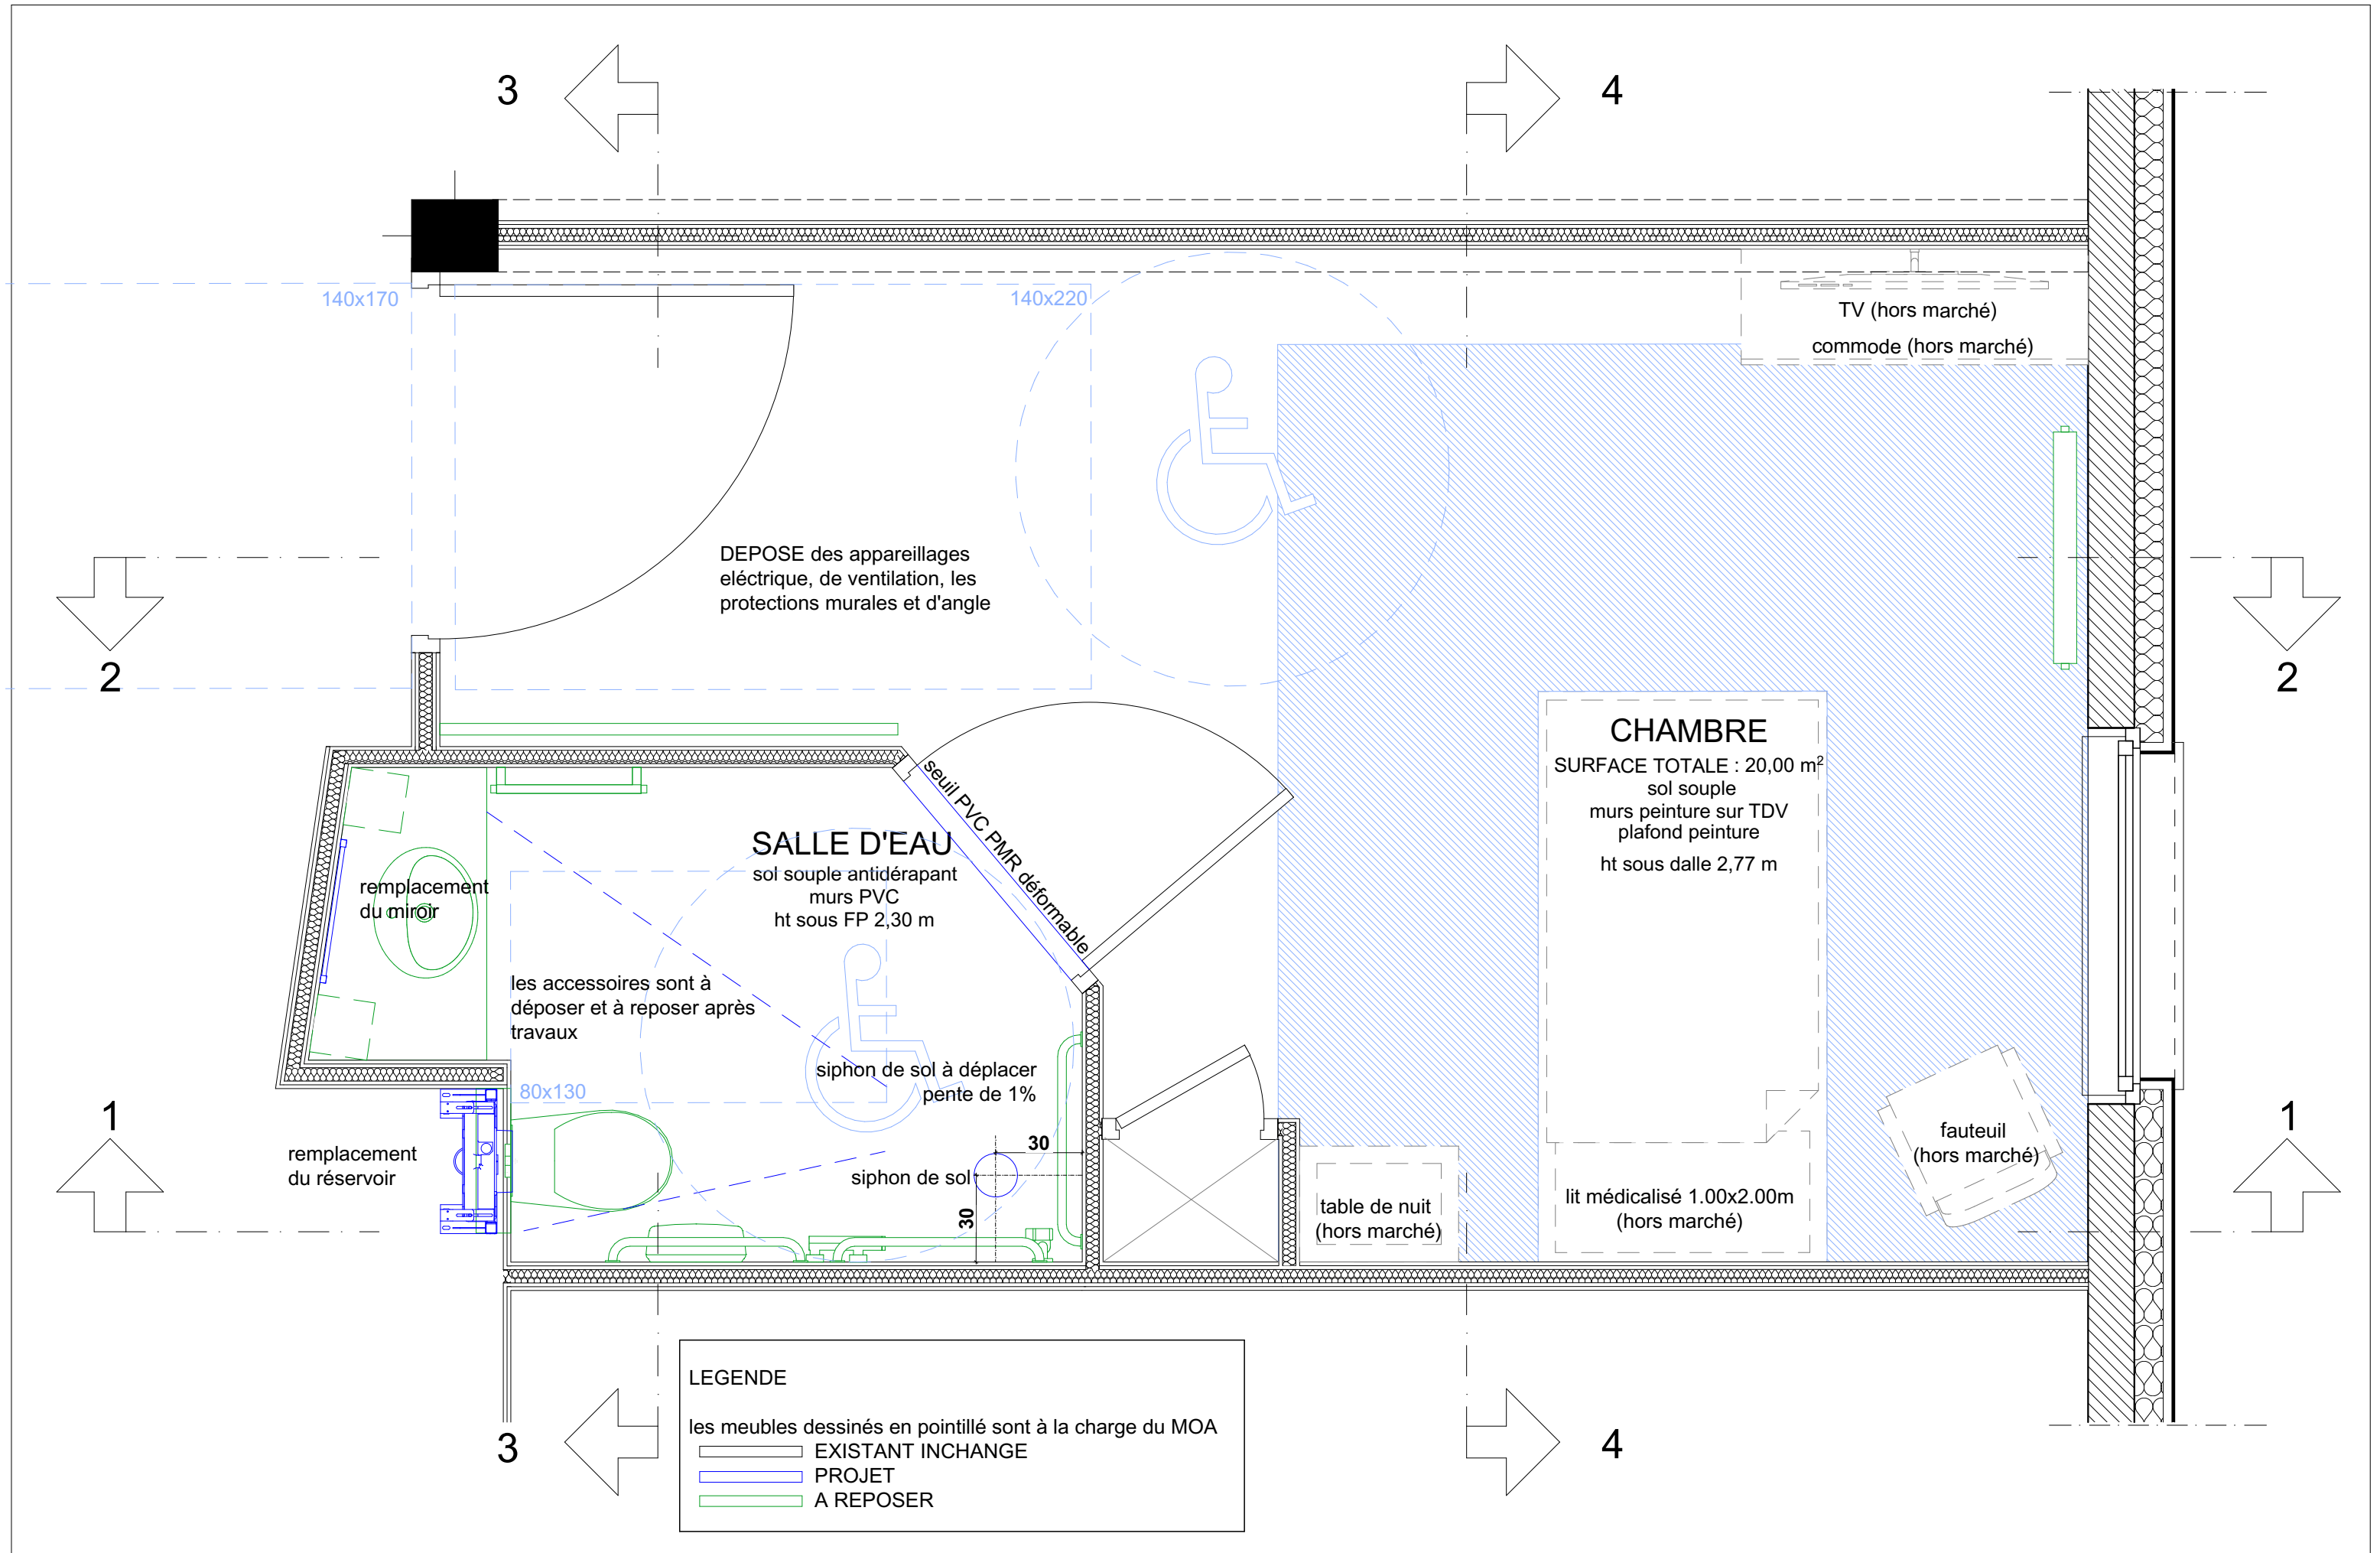 3
4
140x170
140x220
TV (hors marché)
commode (hors marché)
DEPOSE des appareillages
eléctrique, de ventilation, les
protections murales et d'angle
2
2
CHAMBRE
SURFACE TOTALE : 20,00 m²
sol souple
murs peinture sur TDV
plafond peinture
ht sous dalle 2,77 m
seuil PVC PMR déformable
SALLE D'EAU
sol souple antidérapant
murs PVC
ht sous FP 2,30 m
remplacement
du miroir
les accessoires sont à
déposer et à reposer après
travaux
siphon de sol à déplacer
pente de 1%
80x130
1
1
remplacement
du réservoir
30
siphon de sol
30
table de nuit
(hors marché)
lit médicalisé 1.00x2.00m
(hors marché)
fauteuil
(hors marché)
LEGENDE
les meubles dessinés en pointillé sont à la charge du MOA
EXISTANT INCHANGE
PROJET
A REPOSER
3
4